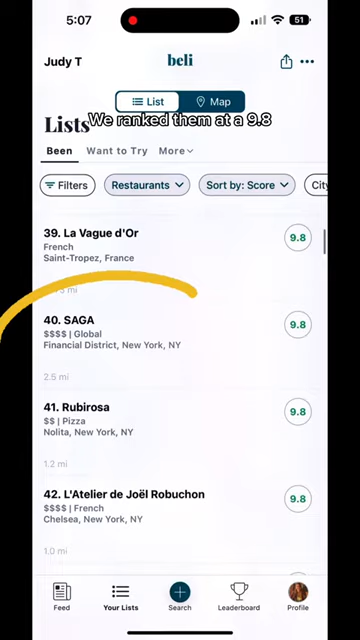 5:07
51
Judy T
beli
List
Map
We ranked them at a 9.8
Lists
Been
Want to Try
More
Filters
Restaurants
Sort by: Score
City
39. La Vague d'Or
9.8
French
Saint-Tropez, France
mi
40. SAGA
9.8
$$$$ | Global
Financial District, New York, NY
2.5 mi
41. Rubirosa
9.8
$$ | Pizza
Nolita, New York, NY
1.2 mi
42. L'Atelier de Joël Robuchon
9.8
$$$$ | French
Chelsea, New York, NY
1.0 mi
Feed
Your Lists
Search
Leaderboard
Profile